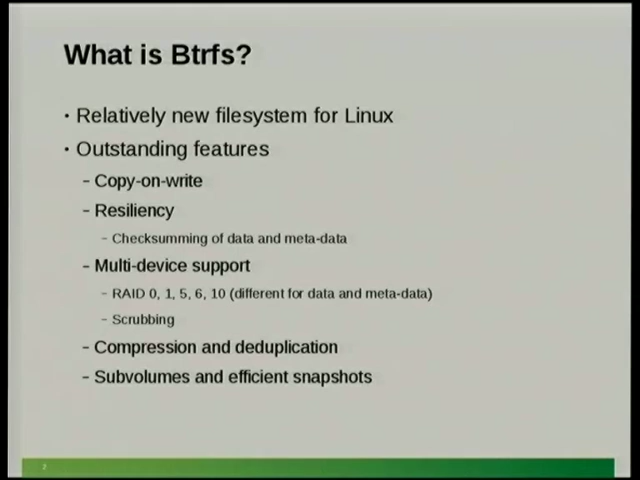 What is Btrfs?
• Relatively new filesystem for Linux
• Outstanding features
– Copy-on-write
– Resiliency
– Checksumming of data and meta-data
– Multi-device support
– RAID 0, 1, 5, 6, 10 (different for data and meta-data)
– Scrubbing
– Compression and deduplication
– Subvolumes and efficient snapshots
2